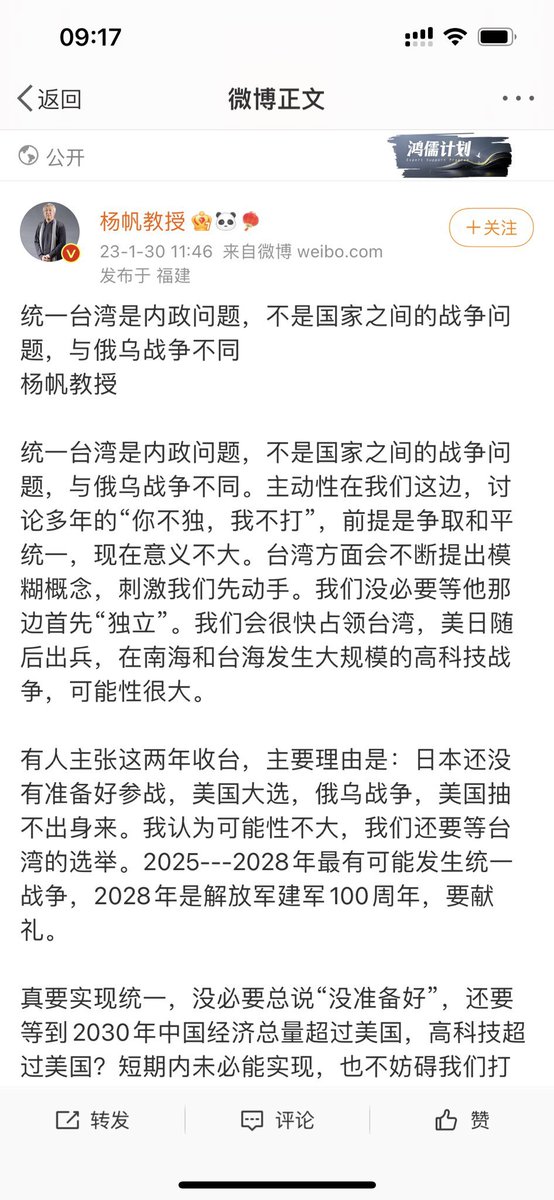 09:17
返回
微博正文
公开
鸿儒计划
Expert Support Program
杨帆教授
+关注
23-1-30 11:46 来自微博 weibo.com
发布于 福建
统一台湾是内政问题，不是国家之间的战争问
题，与俄乌战争不同
杨帆教授
统一台湾是内政问题，不是国家之间的战争问
题，与俄乌战争不同。主动性在我们这边，讨
论多年的“你不独，我不打”，前提是争取和平
统一，现在意义不大。台湾方面会不断提出模
糊概念，刺激我们先动手。我们没必要等他那
边首先“独立”。我们会很快占领台湾，美日随
后出兵，在南海和台海发生大规模的高科技战
争，可能性很大。
有人主张这两年收台，主要理由是：日本还没
有准备好参战，美国大选，俄乌战争，美国抽
不出身来。我认为可能性不大，我们还要等台
湾的选举。2025---2028年最有可能发生统一
战争，2028年是解放军建军100周年，要献
礼。
真要实现统一，没必要总说“没准备好”，还要
等到2030年中国经济总量超过美国，高科技超
过美国？短期内未必能实现，也不妨碍我们打
转发
评论
赞